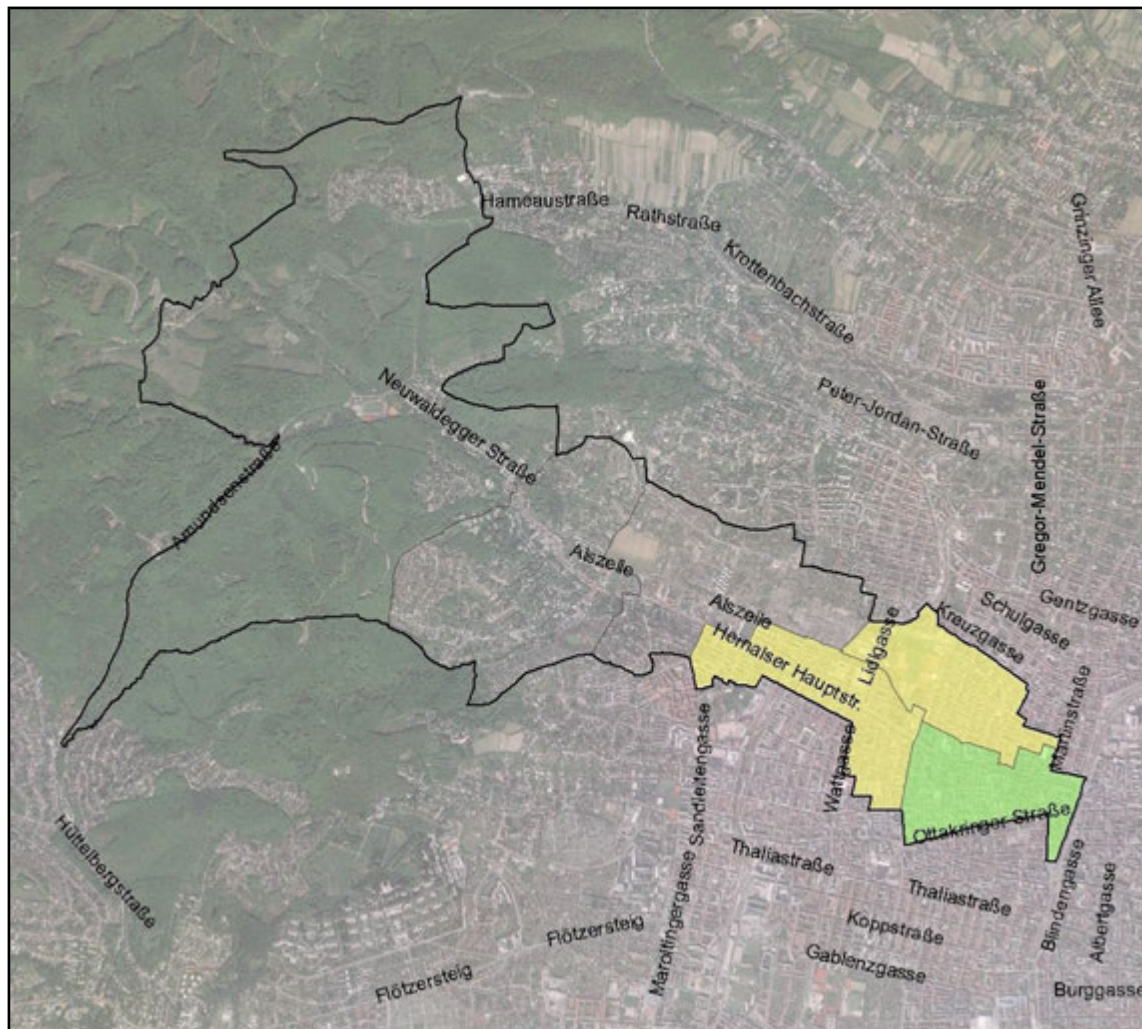 Hameaustraße
Rathstraße
Grinzinger Allee
Krottenbachstraße
Neuwaldegger Straße
Peter-Jordan-Straße
Gregor-Mendel-Straße
Amundsenstraße
Alszeile
Alszeile
Gentzgasse
Schulgasse
Kreuzgasse
Lidlgasse
Hernalser Hauptstr.
Martinstraße
Wattgasse
Sandleitengasse
Ottakringer Straße
Hüttelbergstraße
Thaliastraße
Thaliastraße
Blindengasse
Albertgasse
Maroltingergasse
Koppstraße
Flötzersteig
Gablenzgasse
Flötzersteig
Burggasse